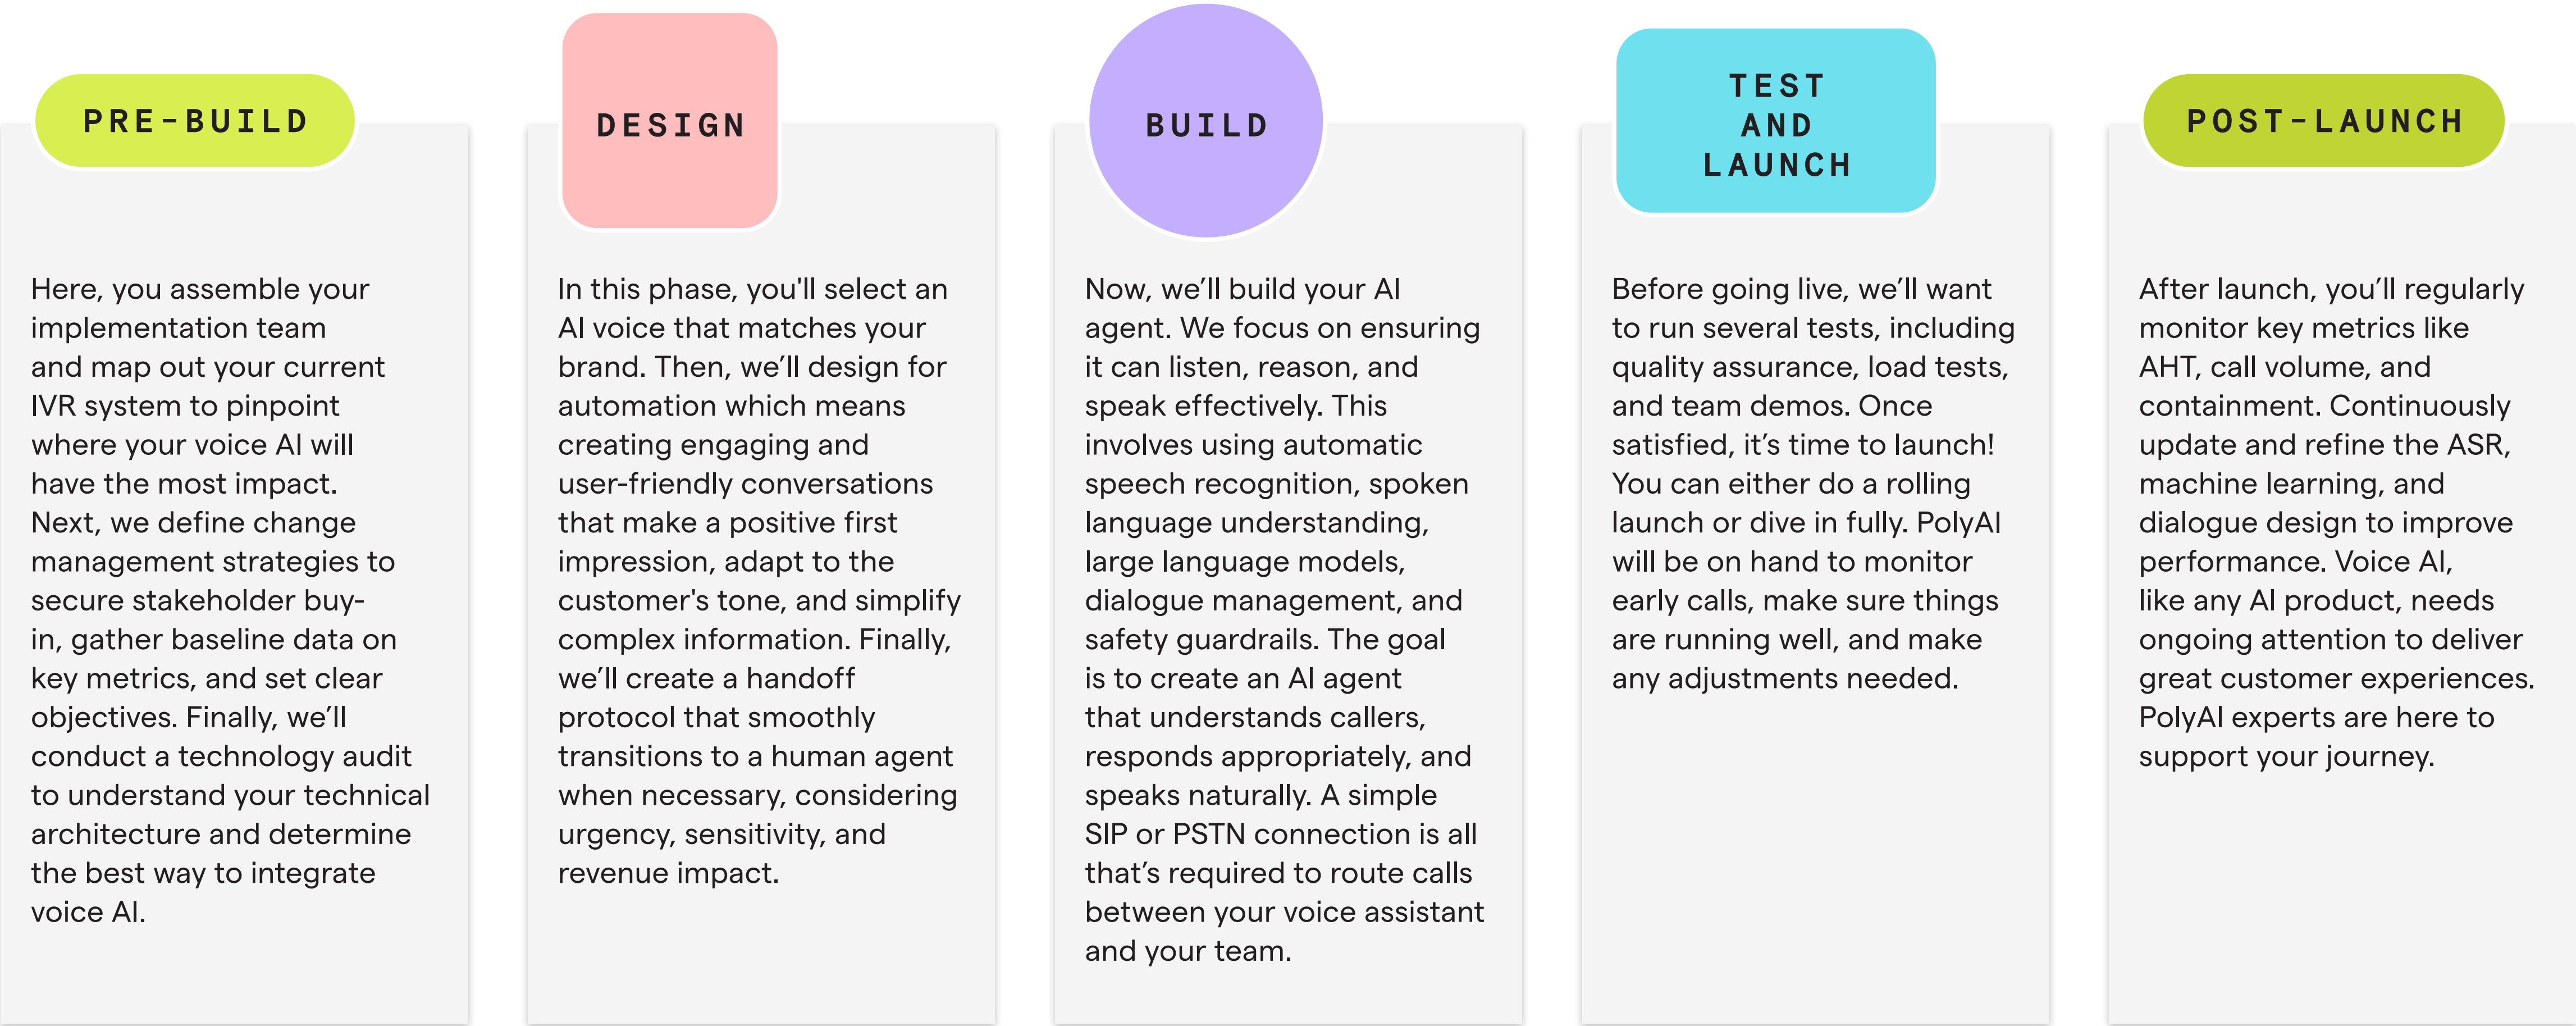 PRE-BUILD
Here, you assemble your
implementation team
and map out your current
IVR system to pinpoint
where your voice AI will
have the most impact.
Next, we define change
management strategies to
secure stakeholder buy-
in, gather baseline data on
key metrics, and set clear
objectives. Finally, we’ll
conduct a technology audit
to understand your technical
architecture and determine
the best way to integrate
voice AI.
DESIGN
In this phase, you'll select an
AI voice that matches your
brand. Then, we’ll design for
automation which means
creating engaging and
user-friendly conversations
that make a positive first
impression, adapt to the
customer's tone, and simplify
complex information. Finally,
we’ll create a handoff
protocol that smoothly
transitions to a human agent
when necessary, considering
urgency, sensitivity, and
revenue impact.
BUILD
Now, we’ll build your AI
agent. We focus on ensuring
it can listen, reason, and
speak effectively. This
involves using automatic
speech recognition, spoken
language understanding,
large language models,
dialogue management, and
safety guardrails. The goal
is to create an AI agent
that understands callers,
responds appropriately, and
speaks naturally. A simple
SIP or PSTN connection is all
that’s required to route calls
between your voice assistant
and your team.
TEST
AND
LAUNCH
Before going live, we’ll want
to run several tests, including
quality assurance, load tests,
and team demos. Once
satisfied, it’s time to launch!
You can either do a rolling
launch or dive in fully. PolyAI
will be on hand to monitor
early calls, make sure things
are running well, and make
any adjustments needed.
POST-LAUNCH
After launch, you’ll regularly
monitor key metrics like
AHT, call volume, and
containment. Continuously
update and refine the ASR,
machine learning, and
dialogue design to improve
performance. Voice AI,
like any AI product, needs
ongoing attention to deliver
great customer experiences.
PolyAI experts are here to
support your journey.